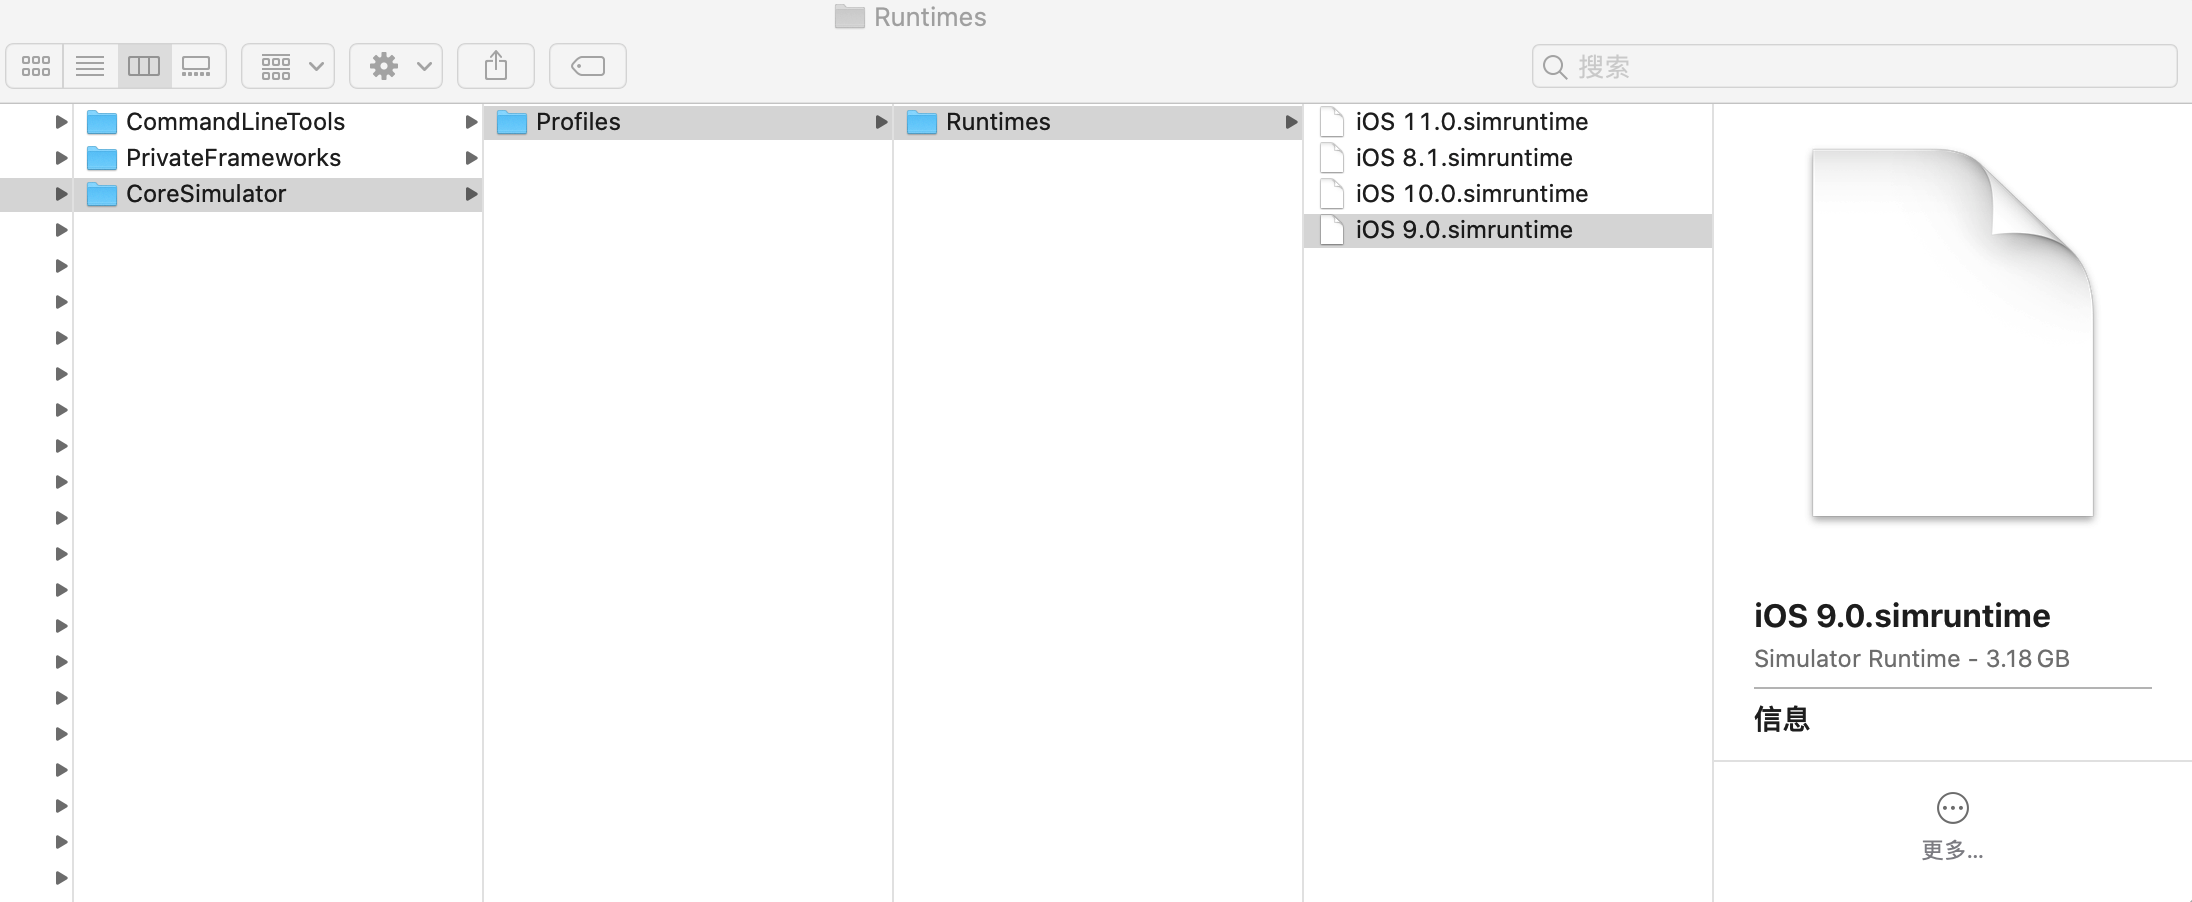 Runtimes
搜索
CommandLineTools
PrivateFrameworks
CoreSimulator
Profiles
Runtimes
iOS 11.0.simruntime
iOS 8.1.simruntime
iOS 10.0.simruntime
iOS 9.0.simruntime
iOS 9.0.simruntime
Simulator Runtime - 3.18 GB
信息
更多...